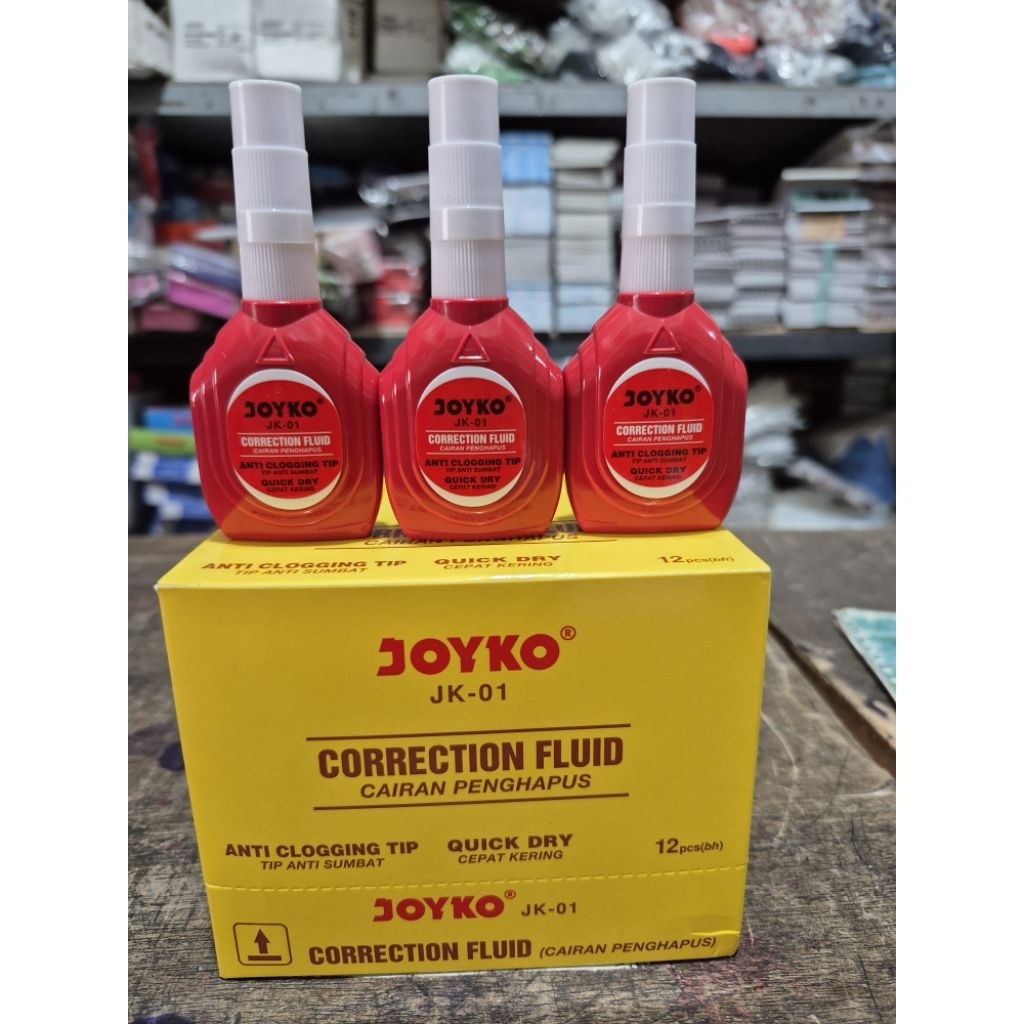 JOYKO®
JK-01
CORRECTION FLUID
CAIRAN PENGHAPUS
ANTI CLOGGING TIP
TIP ANTI SUMBAT
QUICK DRY
CEPAT KERING
JOYKO®
JK-01
CORRECTION FLUID
CAIRAN PENGHAPUS
ANTI CLOGGING TIP
TIP ANTI SUMBAT
QUICK DRY
CEPAT KERING
JOYKO®
JK-01
CORRECTION FLUID
CAIRAN PENGHAPUS
ANTI CLOGGING TIP
TIP ANTI SUMBAT
QUICK DRY
CEPAT KERING
CAIRAN PENGHAPUS
ANTI CLOGGING TIP QUICK DRY 12pcs(bh)
TIP ANTI SUMBAT CEPAT KERING
JOYKO®
JK-01
CORRECTION FLUID
CAIRAN PENGHAPUS
ANTI CLOGGING TIP QUICK DRY 12pcs(bh)
TIP ANTI SUMBAT CEPAT KERING
JOYKO® JK-01
CORRECTION FLUID (CAIRAN PENGHAPUS)